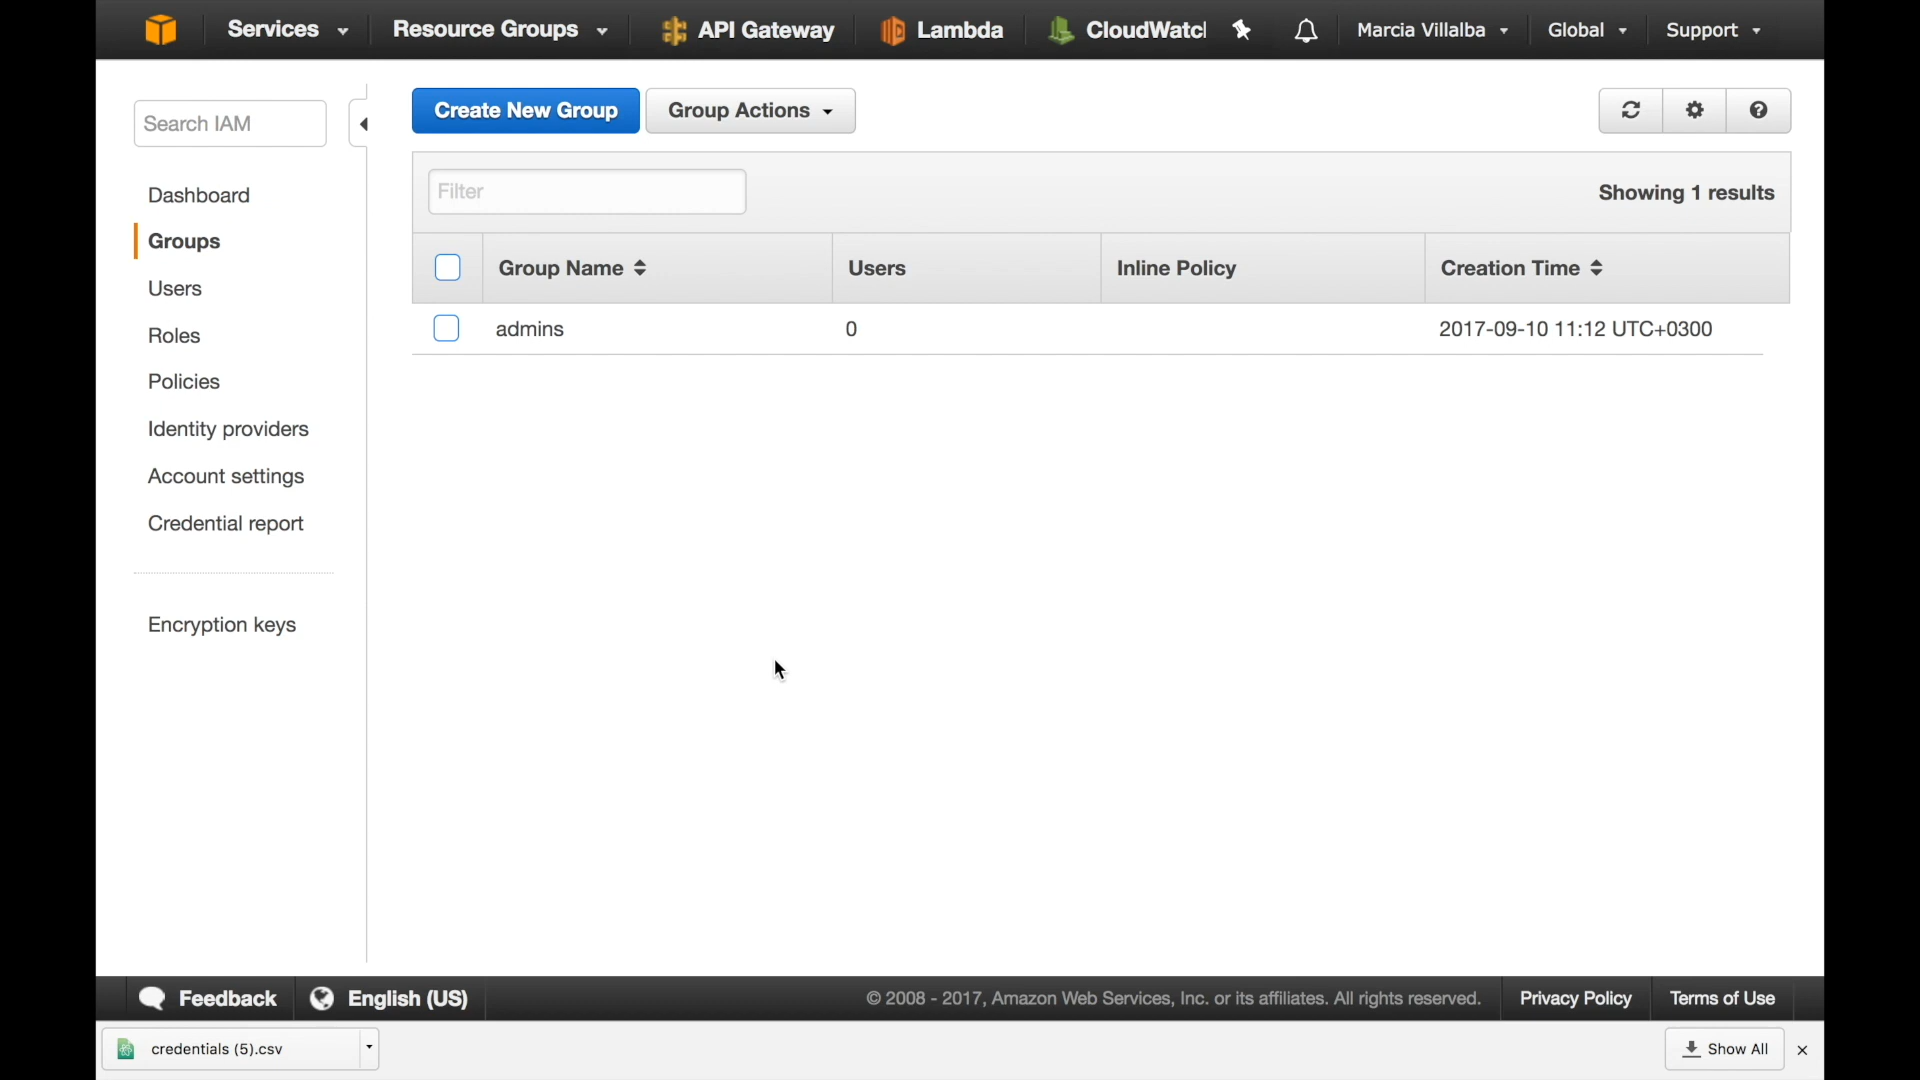 Services Resource Groups API Gateway Lambda CloudWatcl Marcia Villalba Global Support
Search IAM
Dashboard
Groups
Users
Roles
Policies
Identity providers
Account settings
Credential report
Encryption keys
Create New Group Group Actions
Filter Showing 1 results
Group Name Users Inline Policy Creation Time
admins 0 2017-09-10 11:12 UTC+0300
Feedback English (US) © 2008 - 2017, Amazon Web Services, Inc. or its affiliates. All rights reserved. Privacy Policy Terms of Use
credentials (5).csv Show All